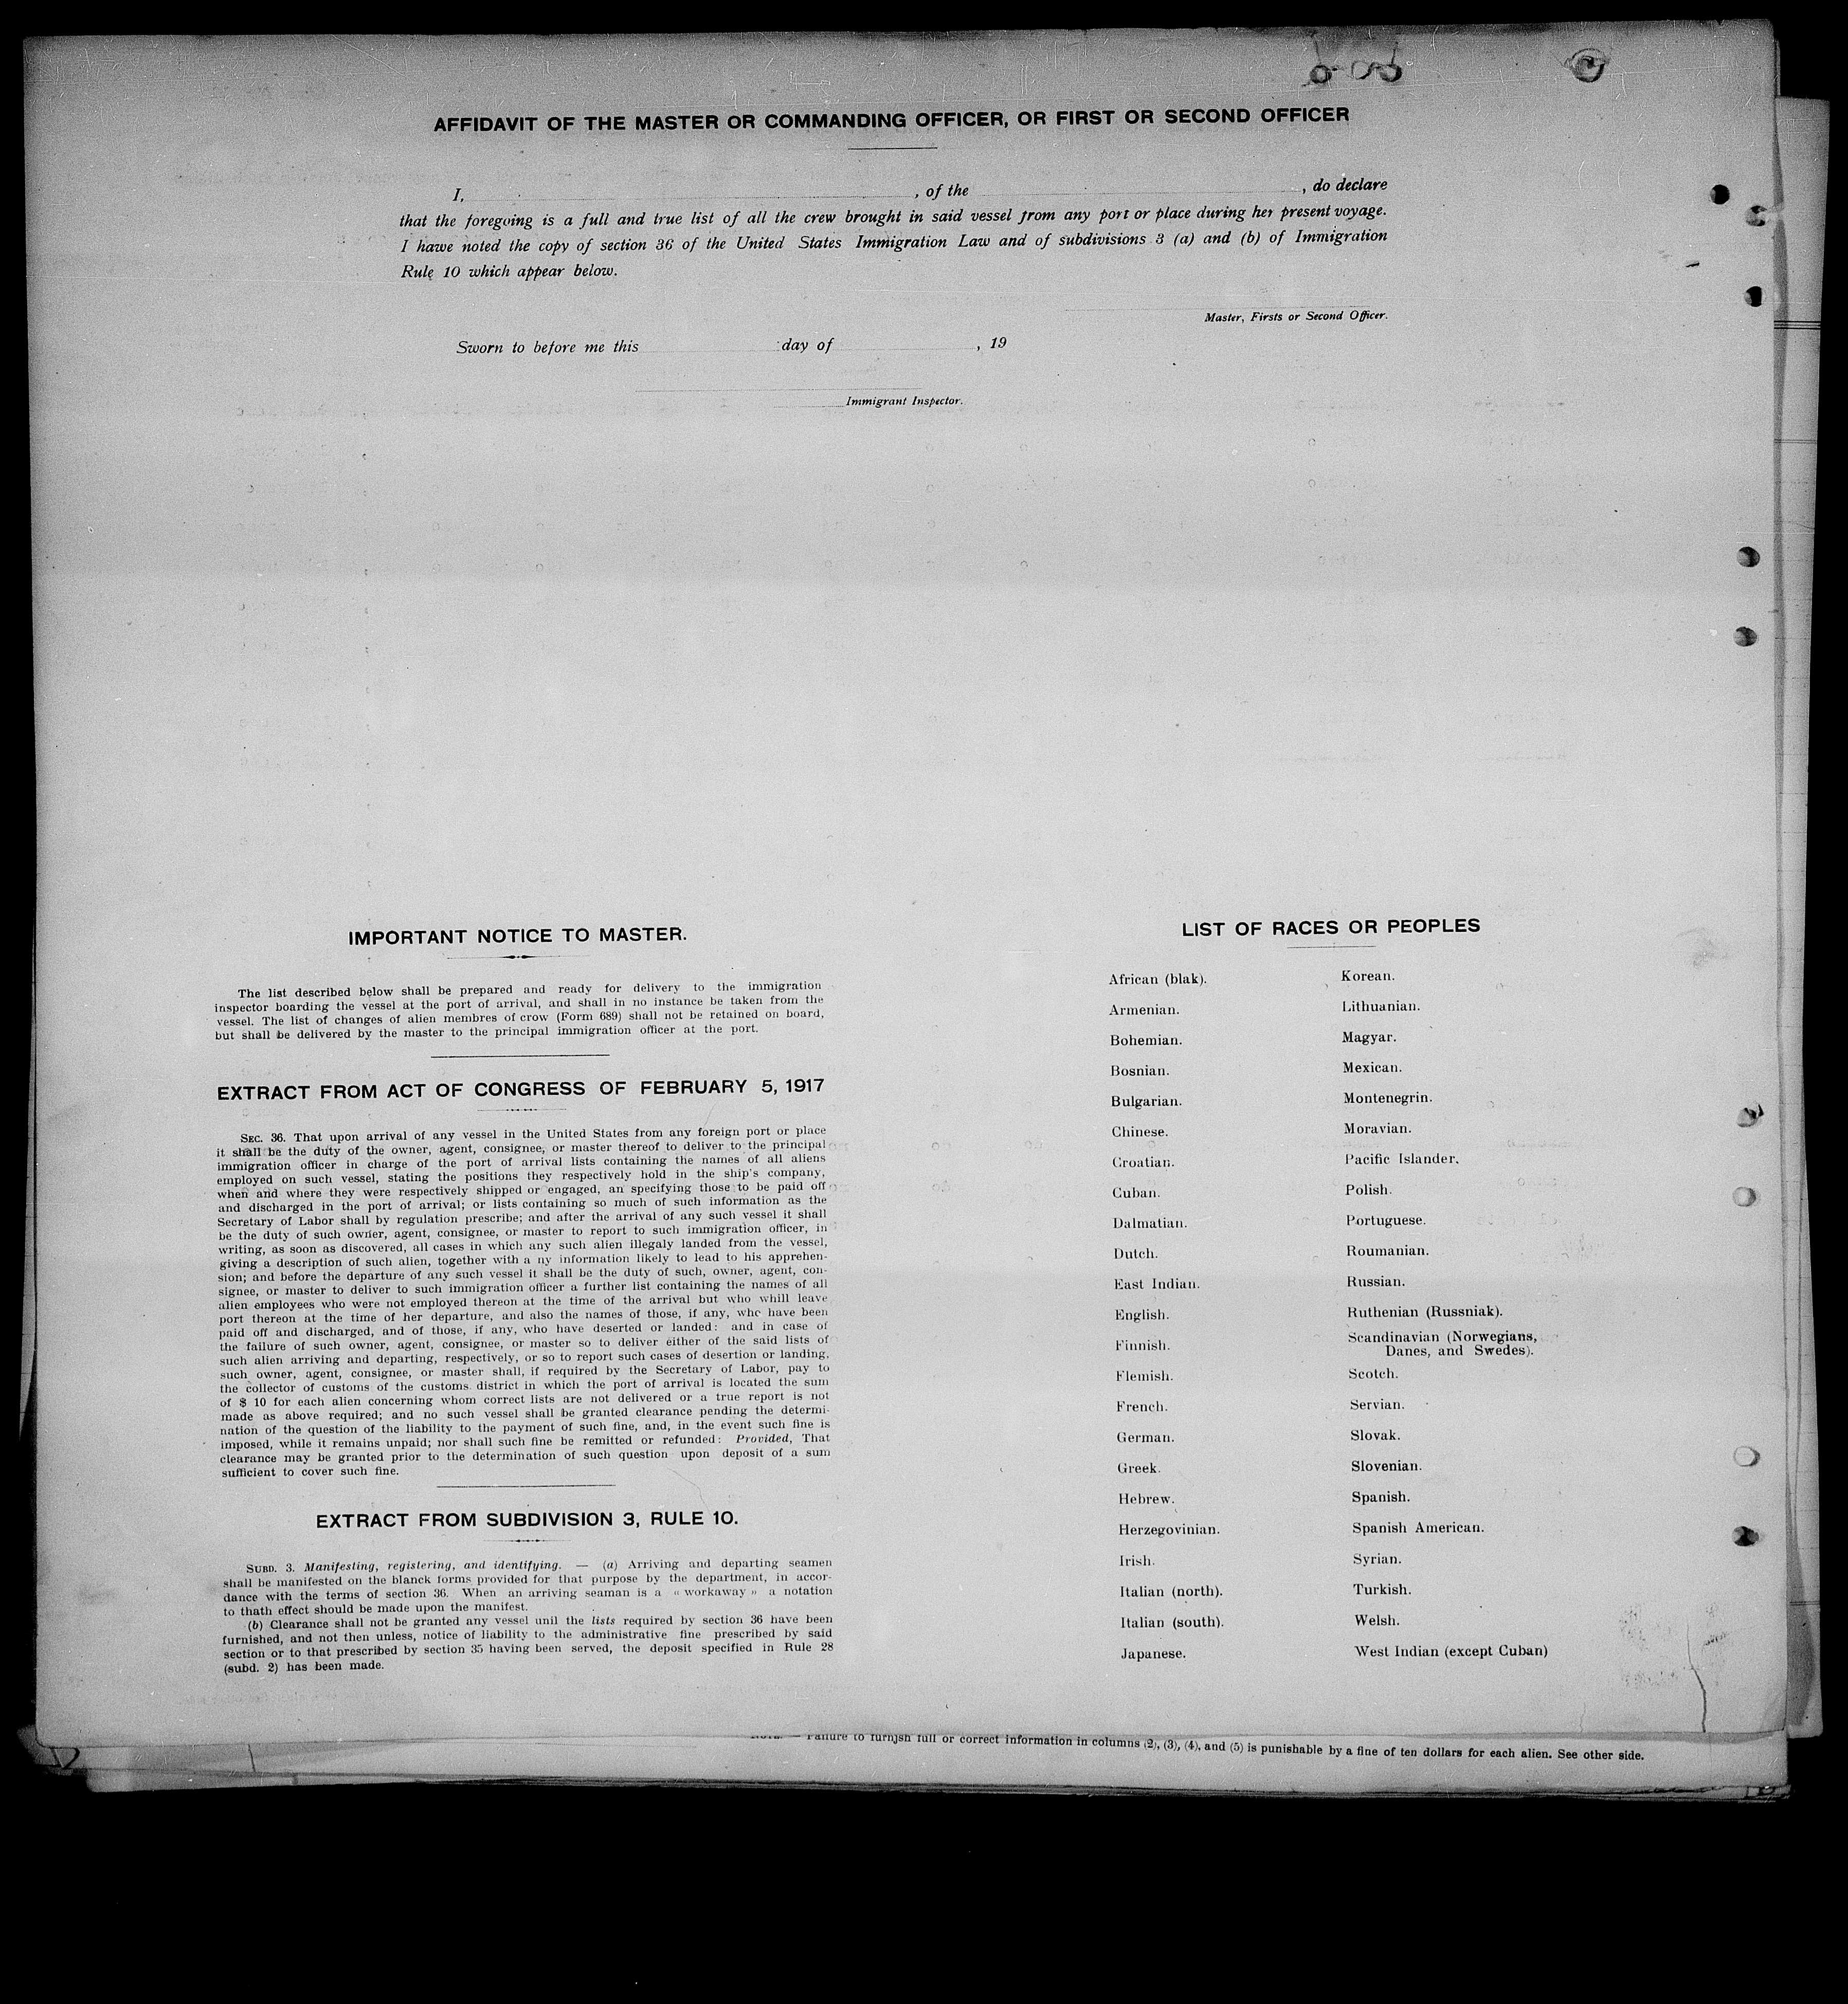 AFFIDAVIT OF THE MASTER OR COMMANDING OFFICER, OR FIRST OR SECOND OFFICER
I, , of the , do declare
that the foregoing is a full and true list of all the crew brought in said vessel from any port or place during her present voyage.
I hawe noted the copy of section 36 of the United States Immigration Law and of subdivisions 3 (a) and (b) of Immigration
Rule 10 which appear below.
Master, Firsts or Second Officer.
Sworn to before me this day of , 19
Immigrant Inspector.
IMPORTANT NOTICE TO MASTER.
The list described below shall be prepared and ready for delivery to the immigration
inspector boarding the vessel at the port of arrival, and shall in no instance be taken from the
vessel. The list of changes of alien membres of crow (Form 689) shall not be retained on board,
but shall be delivered by the master to the principal immigration officer at the port.
EXTRACT FROM ACT OF CONGRESS OF FEBRUARY 5, 1917
SEC. 36. That upon arrival of any vessel in the United States from any foreign port or place
it shall be the duty of the owner, agent, consignee, or master thereof to deliver to the principal
immigration officer in charge of the port of arrival lists containing the names of all aliens
employed on such vessel, stating the positions they respectively hold in the ship's company,
when and where they were respectively shipped or engaged, an specifying those to be paid off
and discharged in the port of arrival; or lists containing so much of such information as the
Secretary of Labor shall by regulation prescribe; and after the arrival of any such vessel it shall
be the duty of such owner, agent, consignee, or master to report to such immigration officer, in
writing, as soon as discovered, all cases in which any such alien illegaly landed from the vessel,
giving a description of such alien, together with a ny information likely to lead to his apprehen-
sion; and before the departure of any such vessel it shall be the duty of such, owner, agent, con-
signee, or master to deliver to such immigration officer a further list containing the names of all
alien employees who were not employed thereon at the time of the arrival but who whill leave
port thereon at the time of her departure, and also the names of those, if any, who have been
paid off and discharged, and of those, if any, who have deserted or landed: and in case of
the failure of such owner, agent, consignee, or master so to deliver either of the said lists of
such alien arriving and departing, respectively, or so to report such cases of desertion or landing,
such owner, agent, consignee, or master shall, if required by the Secretary of Labor, pay to
the collector of customs of the customs district in which the port of arrival is located the sum
of $ 10 for each alien concerning whom correct lists are not delivered or a true report is not
made as above required; and no such vessel shall be granted clearance pending the determi-
nation of the question of the liability to the payment of such fine, and, in the event such fine is
imposed, while it remains unpaid; nor shall such fine be remitted or refunded: Provided, That
clearance may be granted prior to the determination of such question upon deposit of a sum
sufficient to cover such fine.
EXTRACT FROM SUBDIVISION 3, RULE 10.
SUBD. 3. Manifesting, registering, and identifying. — (a) Arriving and departing seamen
shall be manifested on the blanck forms provided for that purpose by the department, in accor-
dance with the terms of section 36. When an arriving seaman is a « workaway » a notation
to thath effect should be made upon the manifest.
(b) Clearance shall not be granted any vessel unil the lists required by section 36 have been
furnished, and not then unless, notice of liability to the administrative fine prescribed by said
section or to that prescribed by section 35 having been served, the deposit specified in Rule 28
(subd. 2) has been made.
LIST OF RACES OR PEOPLES
African (blak).
Armenian.
Bohemian.
Bosnian.
Bulgarian.
Chinese.
Croatian.
Cuban.
Dalmatian.
Dutch.
East Indian.
English.
Finnish.
Flemish.
French.
German.
Greek.
Hebrew.
Herzegovinian.
Irish.
Italian (north).
Italian (south).
Japanese.
Korean.
Lithuanian.
Magyar.
Mexican.
Montenegrin.
Moravian.
Pacific Islander.
Polish.
Portuguese.
Roumanian.
Russian.
Ruthenian (Russniak).
Scandinavian (Norwegians,
Danes, and Swedes).
Scotch.
Servian.
Slovak.
Slovenian.
Spanish.
Spanish American.
Syrian.
Turkish.
Welsh.
West Indian (except Cuban)
— Failure to furnjsh full or correct information in columns (2), (3), (4), and (5) is punishable by a fine of ten dollars for each alien. See other side.